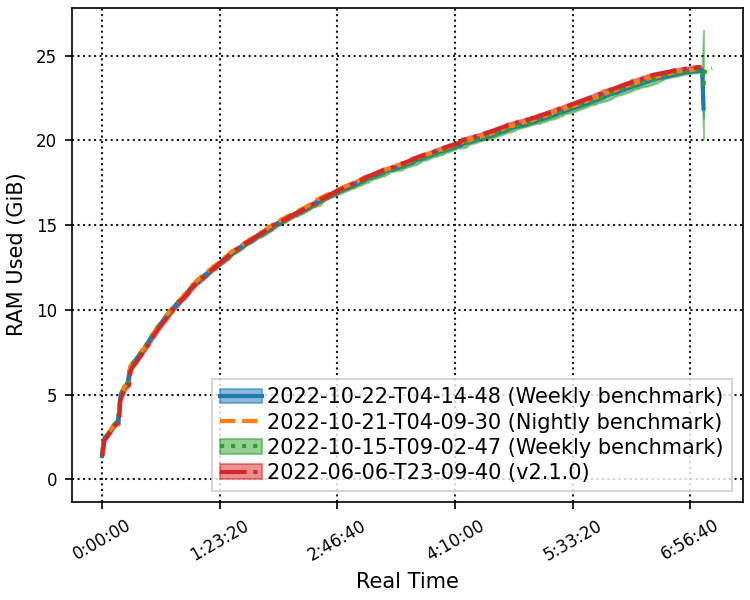 25
20
15
10
5
0
RAM Used (GiB)
2022-10-22-T04-14-48 (Weekly benchmark)
2022-10-21-T04-09-30 (Nightly benchmark)
2022-10-15-T09-02-47 (Weekly benchmark)
2022-06-06-T23-09-40 (v2.1.0)
0:00:00
1:23:20
2:46:40
4:10:00
5:33:20
6:56:40
Real Time